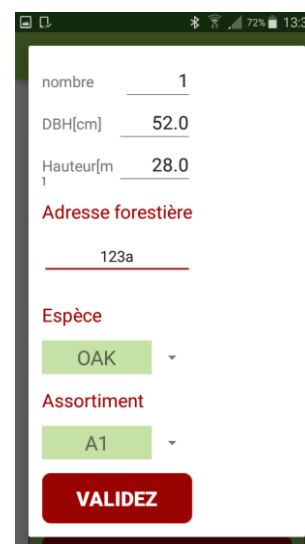 72% 13:3
nombre 1
DBH[cm] 52.0
Hauteur[m 28.0
Adresse forestière
123a
Espèce
OAK
Assortiment
A1
VALIDEZ